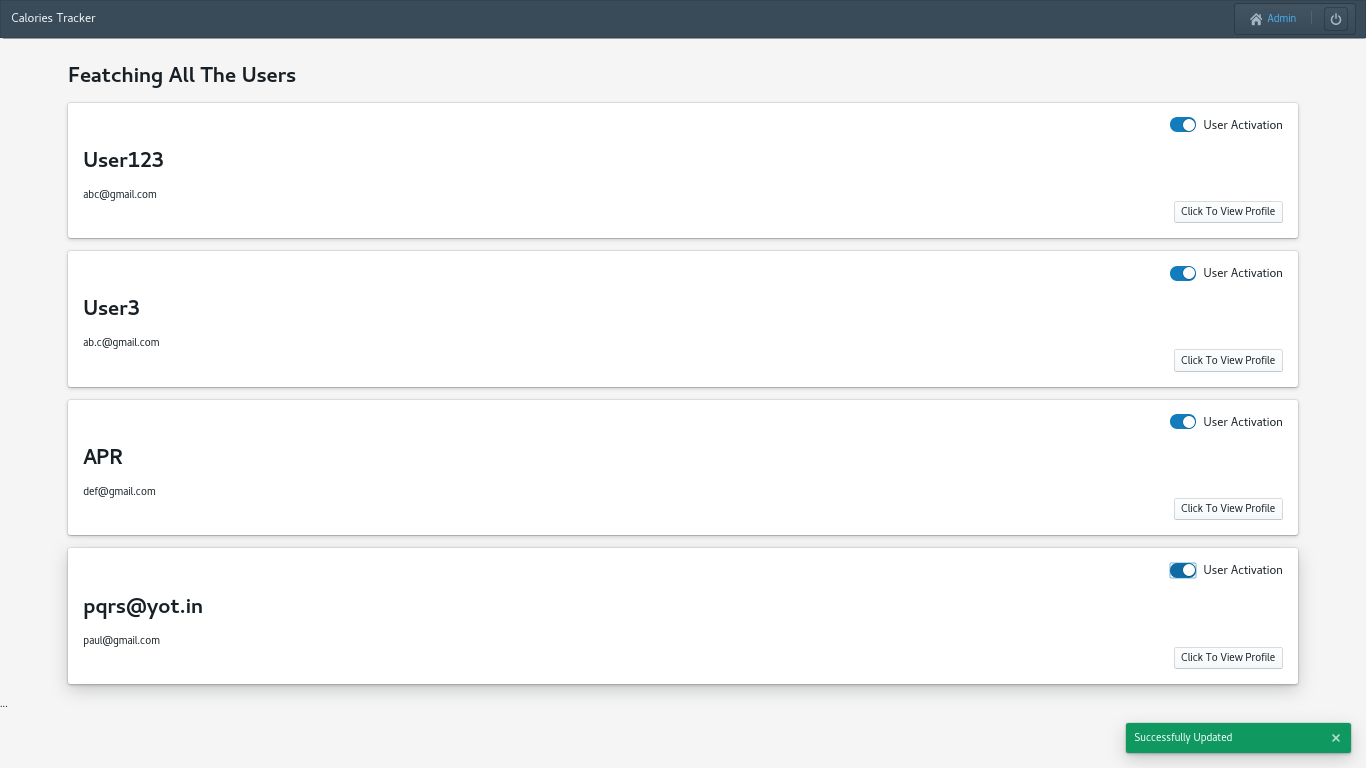 Calories Tracker
Admin
Featching All The Users
User Activation
User123
abc@gmail.com
Click To View Profile
User Activation
User3
ab.c@gmail.com
Click To View Profile
User Activation
APR
def@gmail.com
Click To View Profile
User Activation
pqrs@yot.in
paul@gmail.com
Click To View Profile
...
Successfully Updated